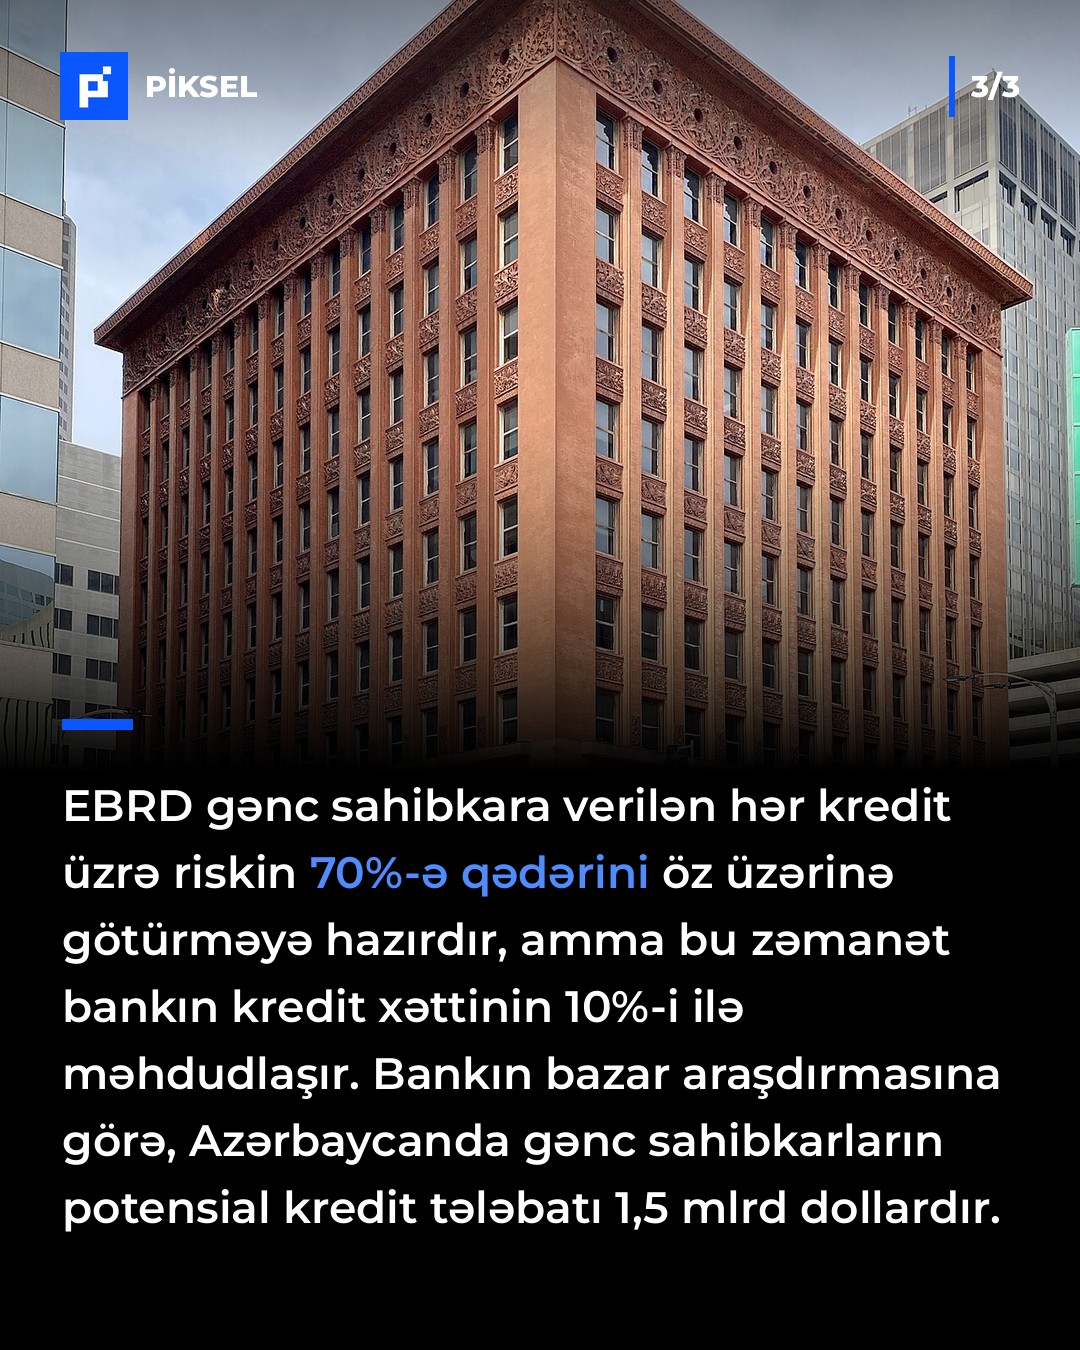 PİKSEL
3/3
EBRD gənc sahibkara verilən hər kredit
üzrə riskin 70%-ə qədərini öz üzərinə
götürməyə hazırdır, amma bu zəmanət
bankın kredit xəttinin 10%-i ilə
məhdudlaşır. Bankın bazar araşdırmasına
görə, Azərbaycanda gənc sahibkarların
potensial kredit tələbatı 1,5 mlrd dollardır.